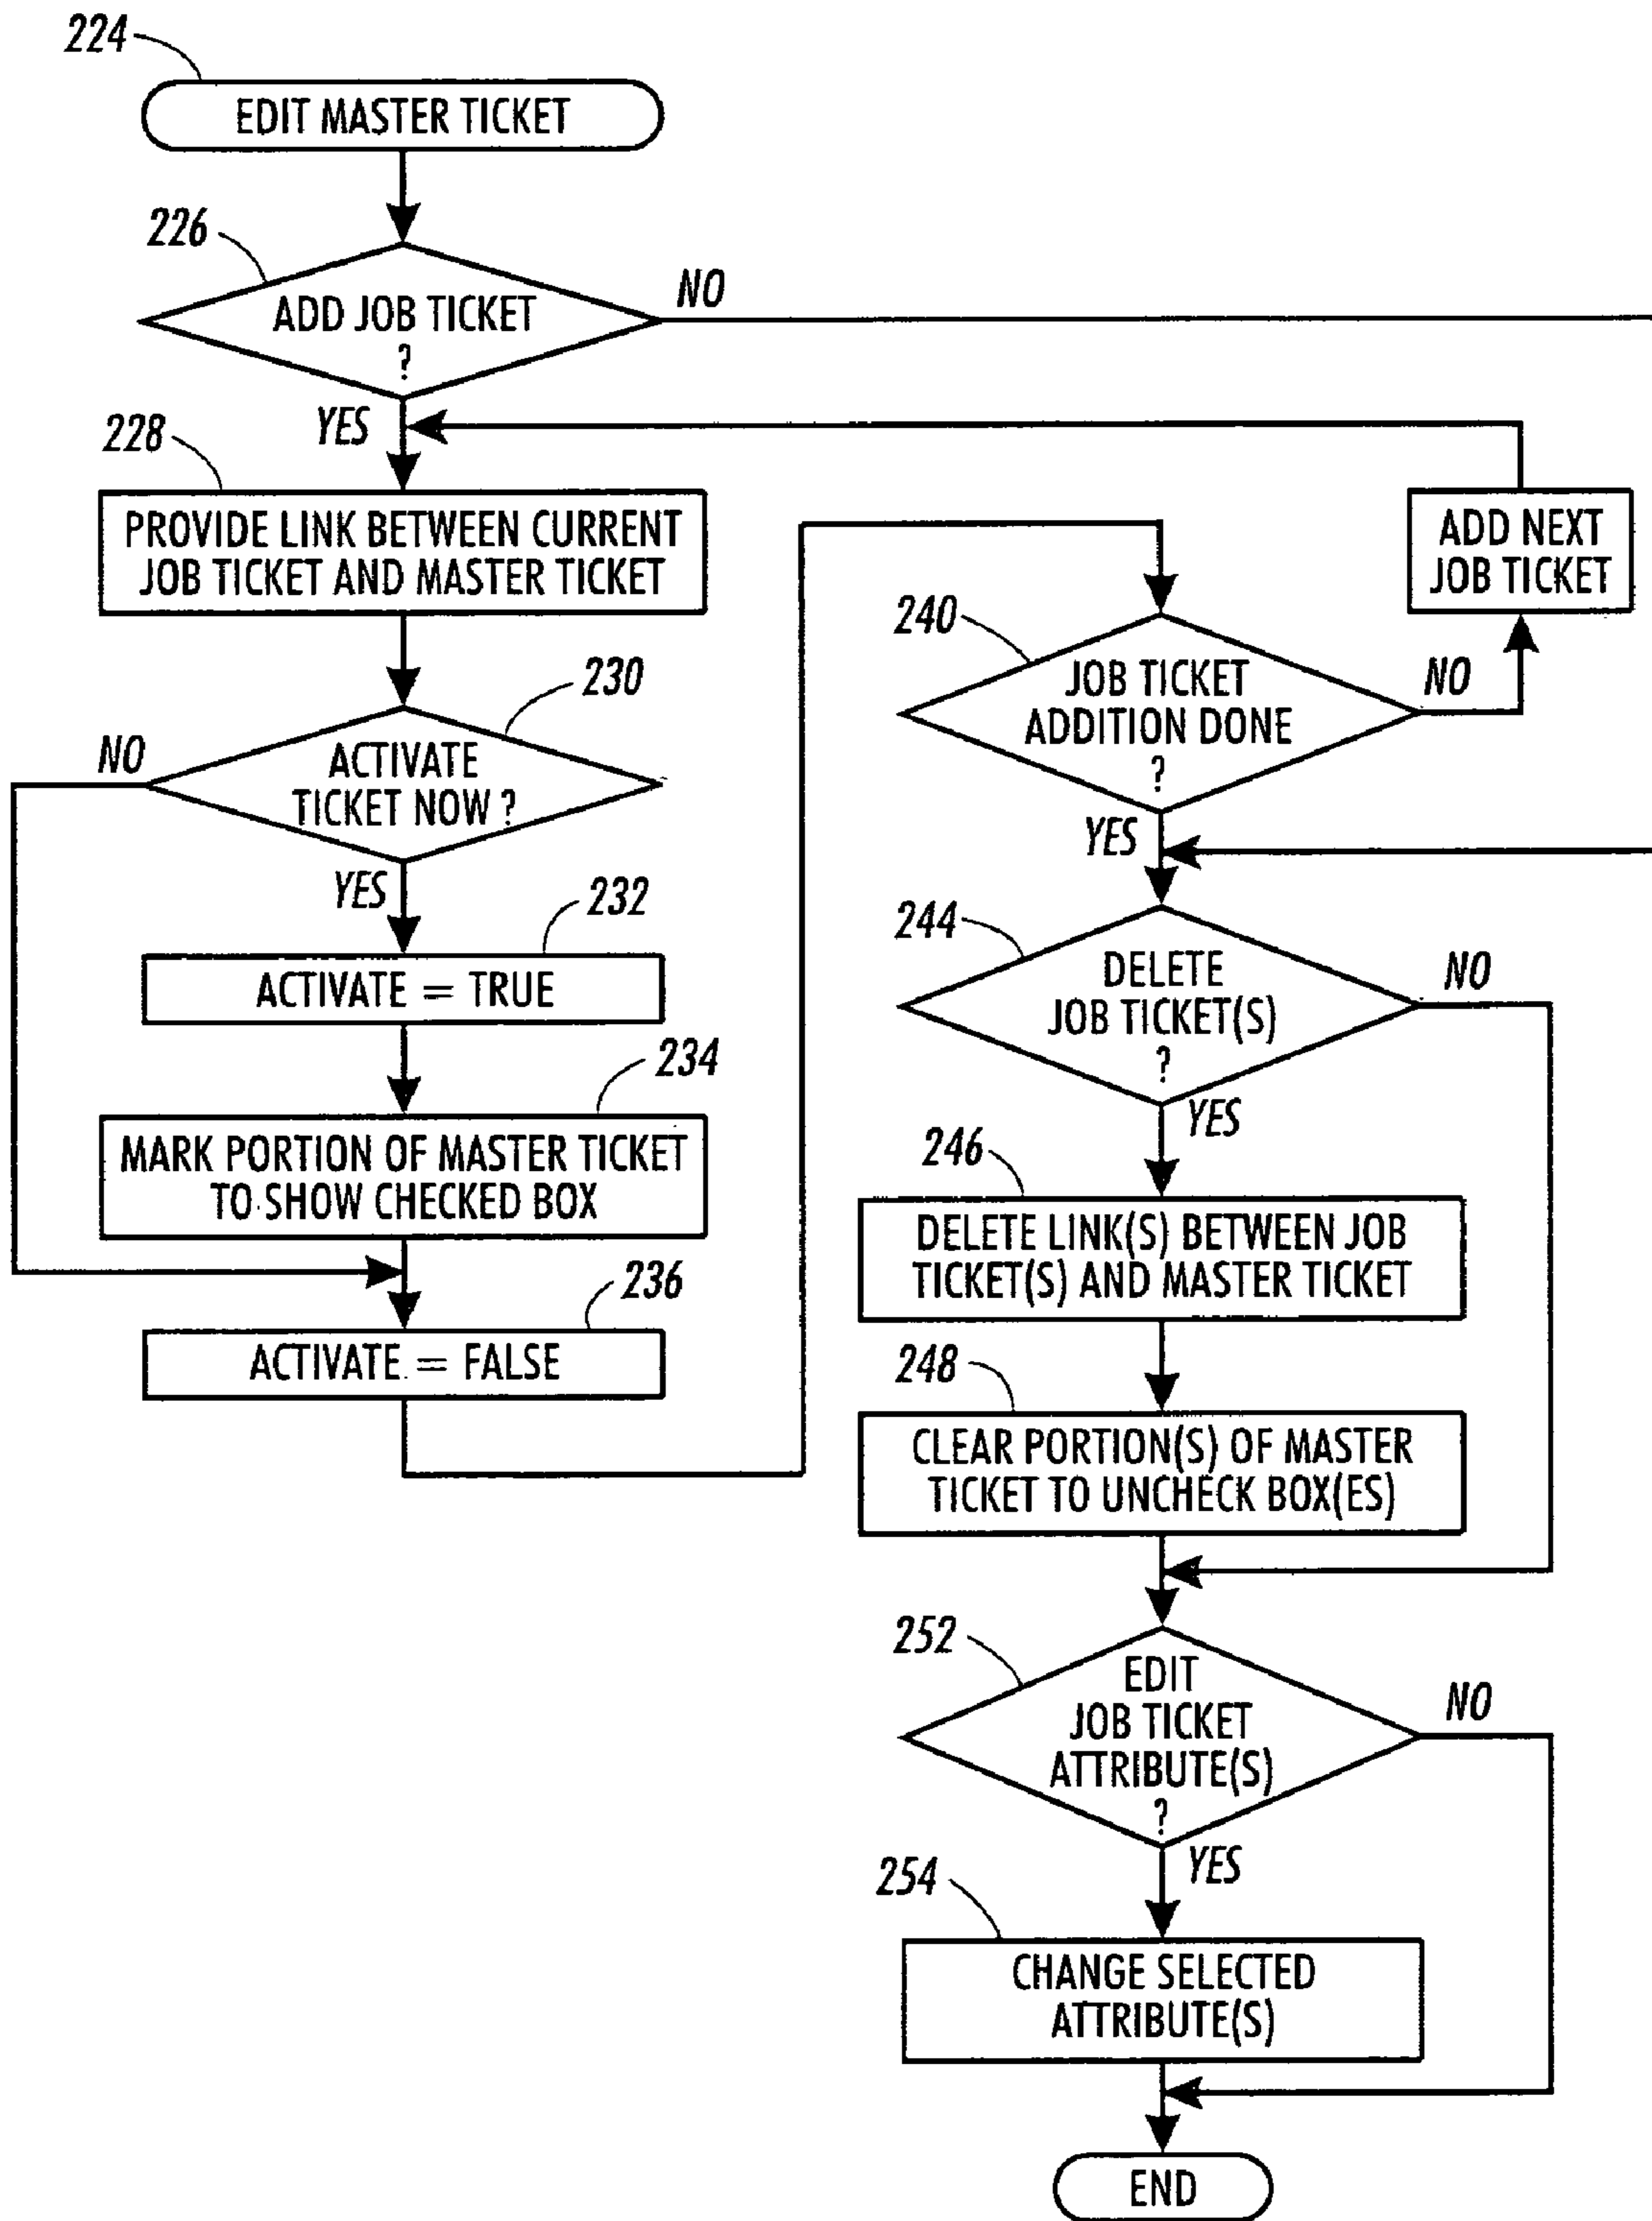 224
EDIT MASTER TICKET
226
ADD JOB TICKET
?
NO
YES
228
PROVIDE LINK BETWEEN CURRENT
JOB TICKET AND MASTER TICKET
230
ACTIVATE
TICKET NOW ?
NO
YES
232
ACTIVATE = TRUE
234
MARK PORTION OF MASTER TICKET
TO SHOW CHECKED BOX
236
ACTIVATE = FALSE
ADD NEXT
JOB TICKET
240
JOB TICKET
ADDITION DONE
?
NO
YES
244
DELETE
JOB TICKET(S)
?
NO
YES
246
DELETE LINK(S) BETWEEN JOB
TICKET(S) AND MASTER TICKET
248
CLEAR PORTION(S) OF MASTER
TICKET TO UNCHECK BOX(ES)
252
EDIT
JOB TICKET
ATTRIBUTE(S)
?
NO
YES
254
CHANGE SELECTED
ATTRIBUTE(S)
END